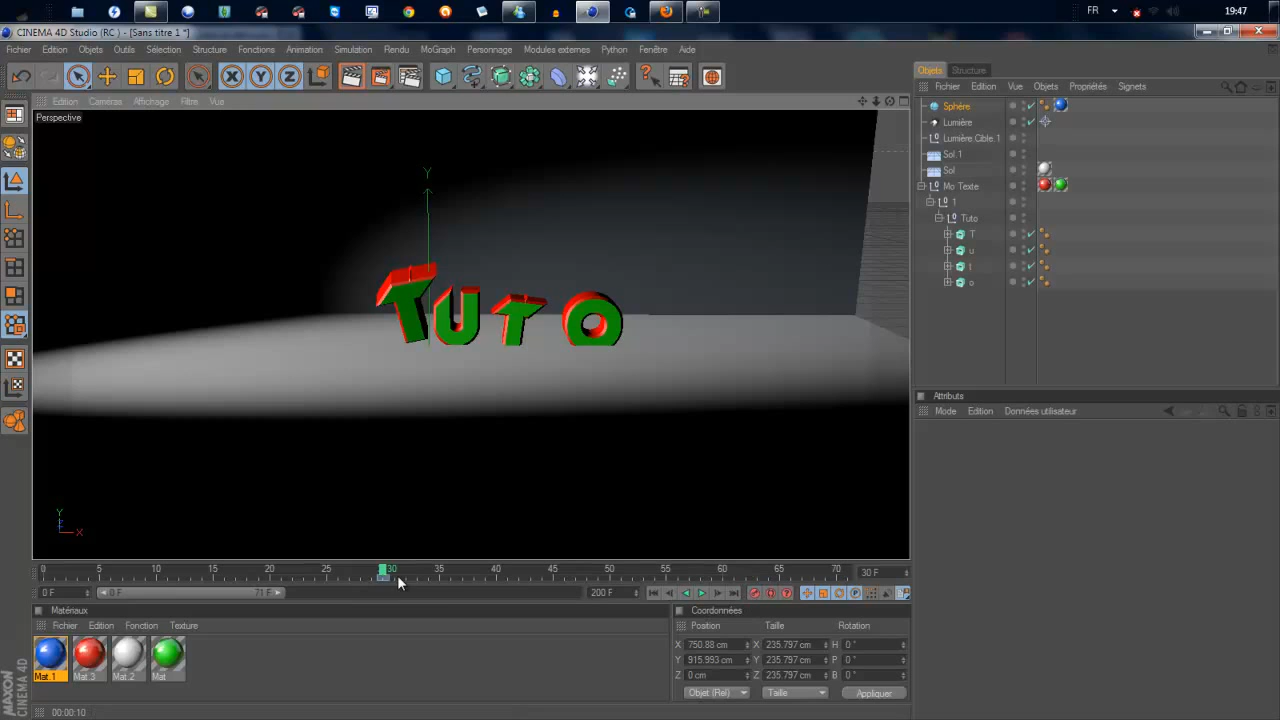 FR
19:47
CINEMA 4D Studio (RC) - [Sans titre 1 *]
Fichier Edition Objets Outils Sélection Structure Fonctions Animation Simulation Rendu MoGraph Personnage Modules externes Python Fenêtre Aide
X Y Z
Objets Structure
Fichier Edition Vue Objets Propriétés Signets
Edition Caméras Affichage Filtre Vue
Perspective
Sphère
Lumière
Lumière.Cible.1
Sol.1
Sol
Mo Texte
1
Tuto
T
u
t
o
Y
TUTO
Y
Z
X
Attributs
Mode Edition Données utilisateur
0 5 10 15 20 25 30 35 40 45 50 55 60 65 70
30 F
0 F
0 F
71 F
200 F
Matériaux
Fichier Edition Fonction Texture
Mat.1 Mat.3 Mat.2 Mat
Coordonnées
Position Taille Rotation
X 750.88 cm X 235.797 cm H 0 °
Y 915.993 cm Y 235.797 cm P 0 °
Z 0 cm Z 235.797 cm B 0 °
Objet (Rel) Taille Appliquer
MAXON
CINEMA 4D
00:00:10